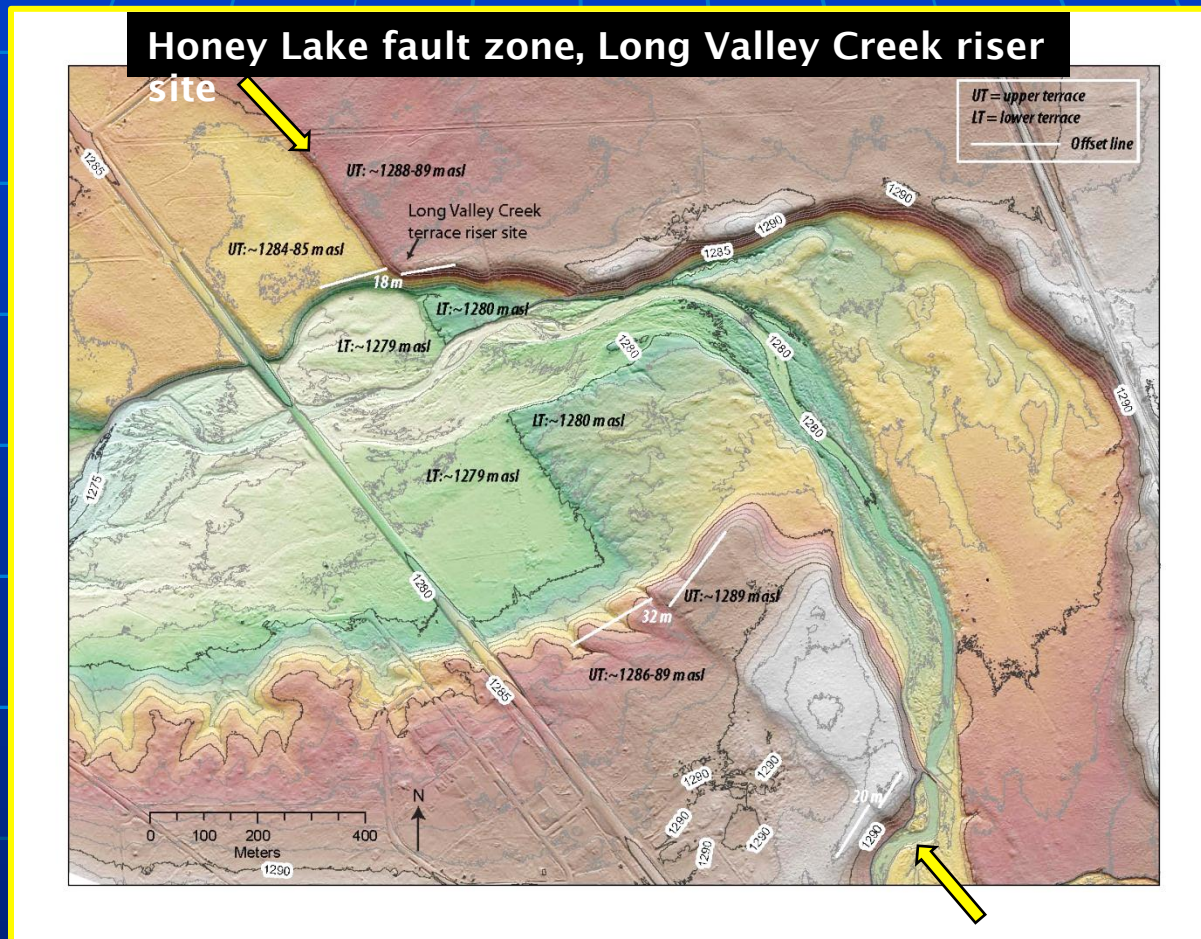 Honey Lake fault zone, Long Valley Creek riser
site
UT = upper terrace
LT = lower terrace
Offset line
1285
UT: ~1288-89 m asl
Long Valley Creek
terrace riser site
1290
1290
1285
UT: ~1284-85 m asl
18 m
LT:~1280 m asl
LT:~1279 m asl
1280
1280
1290
LT:~1280 m asl
1280
LT:~1279 m asl
1275
1280
UT:~1289 m asl
32 m
UT:~1286-89 m asl
1285
1290
1290
1290
1290
1290
20 m
1290
N
0 100 200 400
Meters
1290